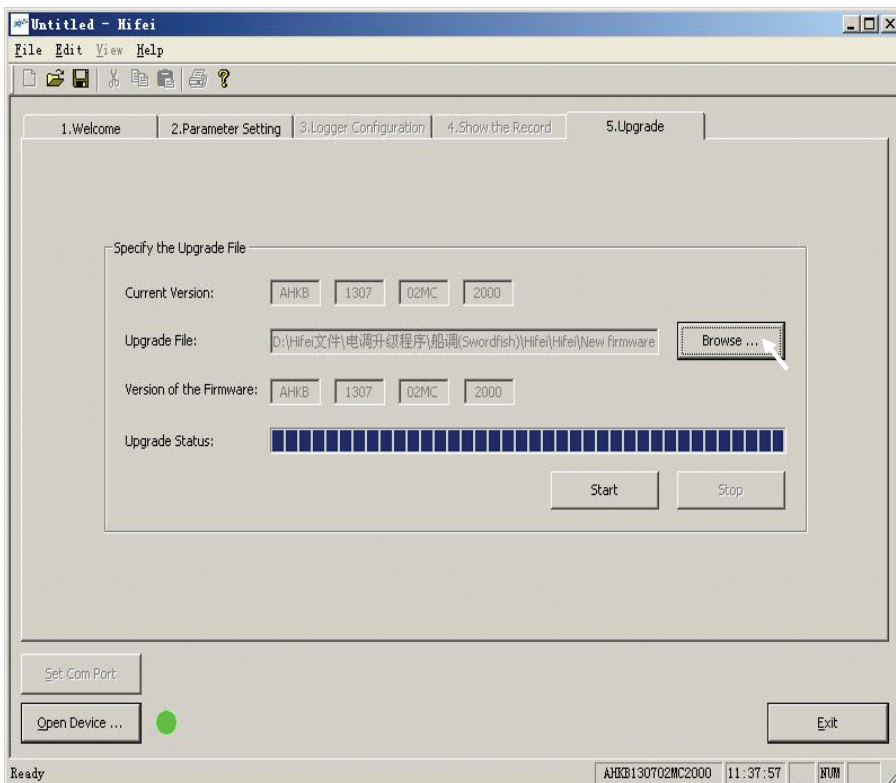 Untitled - Hifei
File Edit View Help
1.Welcome 2.Parameter Setting 3.Logger Configuration 4.Show the Record 5.Upgrade
Specify the Upgrade File
Current Version: AHKB 1307 02MC 2000
Upgrade File: D:\Hifei文件\电调升级程序\船调(Swordfish)\Hifei\Hifei\New firmware Browse ...
Version of the Firmware: AHKB 1307 02MC 2000
Upgrade Status:
Start Stop
Set Com Port
Open Device ... Exit
Ready AHKB130702MC2000 11:37:57 NUM